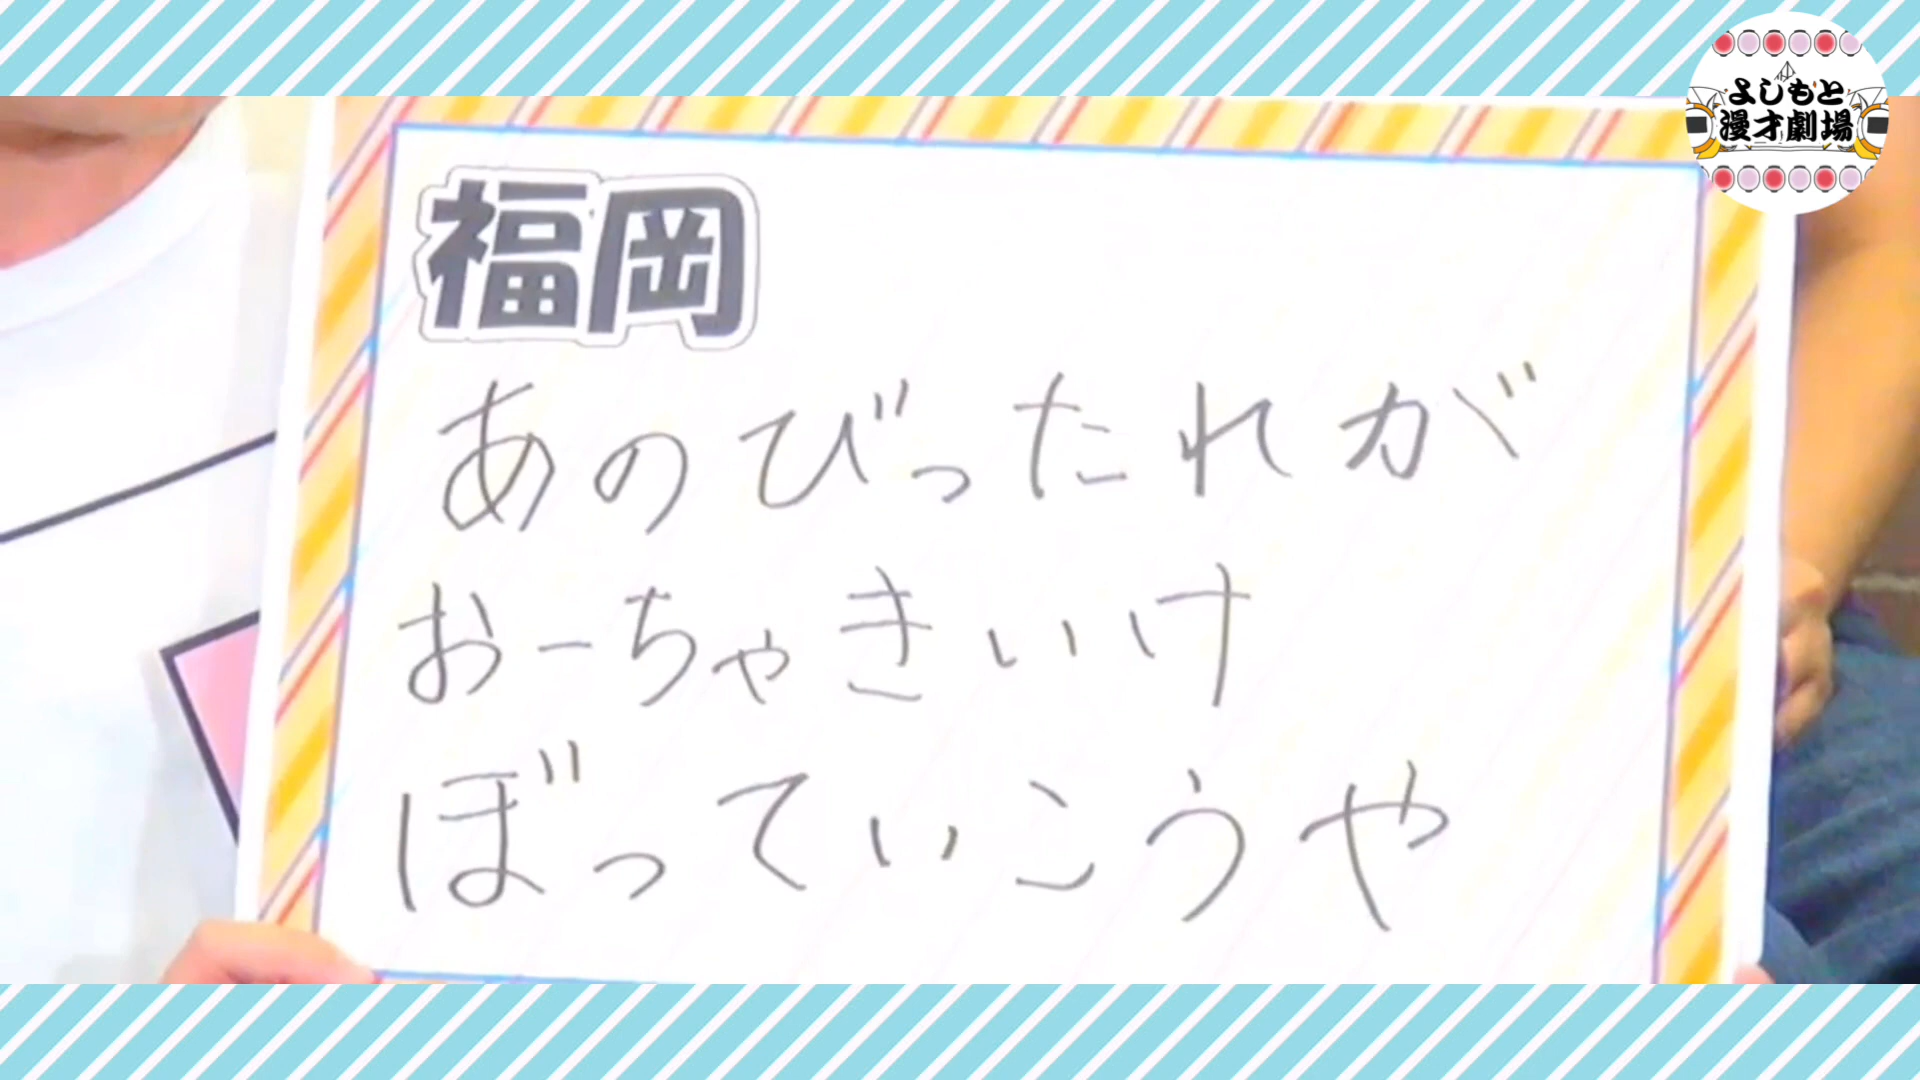 よしもと
漫才劇場
福岡
あのびったれが
おーちゃきいけ
ぼっていこうや